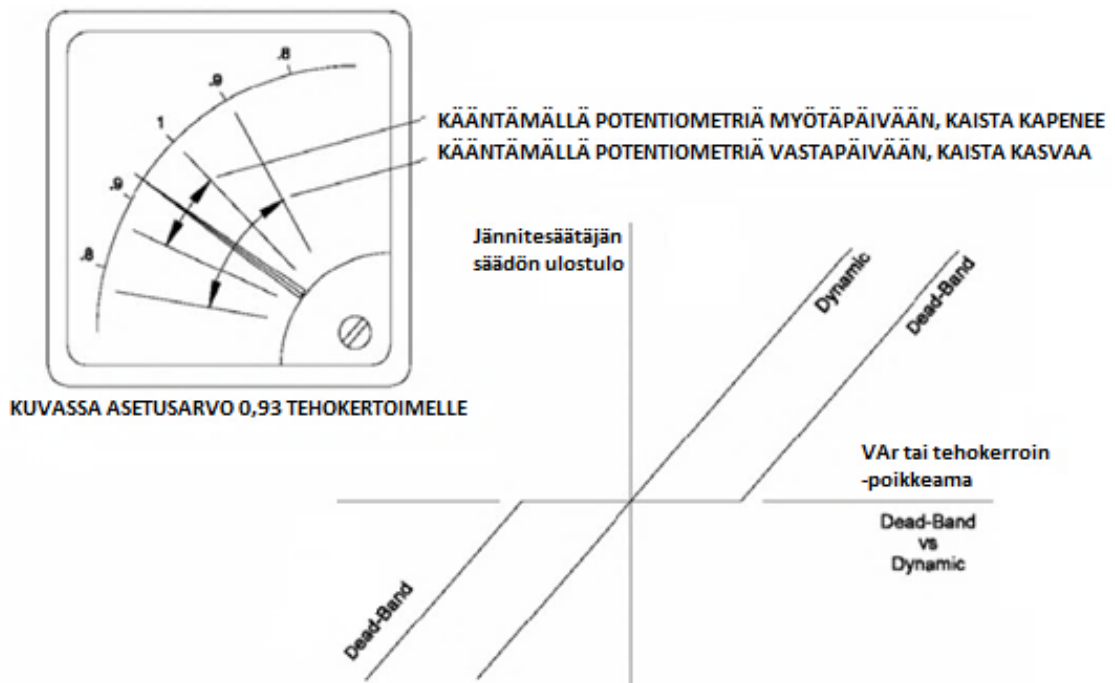 .8
.9
1
.9
.8
KÄÄNTÄMÄLLÄ POTENTIOMETRIÄ MYÖTÄPÄIVÄÄN, KAISTA KAPENEE
KÄÄNTÄMÄLLÄ POTENTIOMETRIÄ VASTAPÄIVÄÄN, KAISTA KASVAA
KUVASSA ASETUSARVO 0,93 TEHOKERTOIMELLE
Jännitesäätäjän
säädön ulostulo
Dynamic
Dead-Band
VAr tai tehokerroin
-poikkeama
Dead-Band
vs
Dynamic
Dead-Band